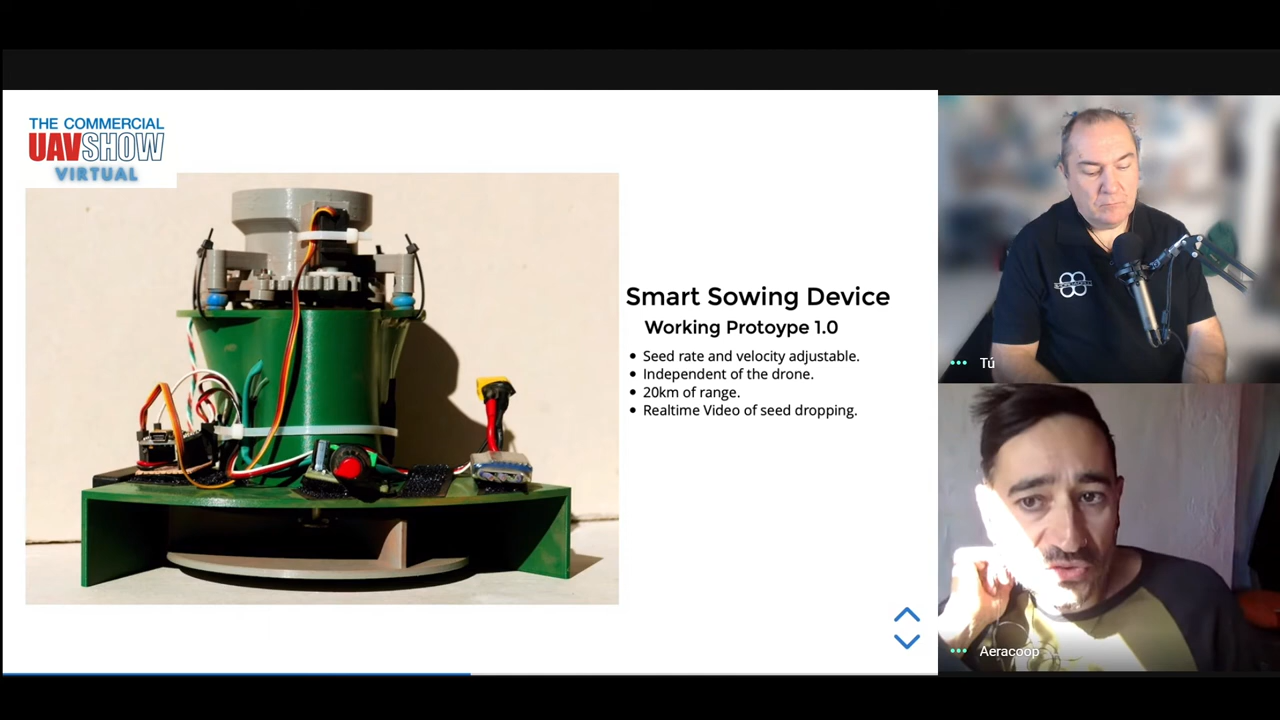 THE COMMERCIAL
UAVSHOW
VIRTUAL
Smart Sowing Device
Working Protoype 1.0
• Seed rate and velocity adjustable.
• Independent of the drone.
• 20km of range.
• Realtime Video of seed dropping.
Tú
Aeracoop